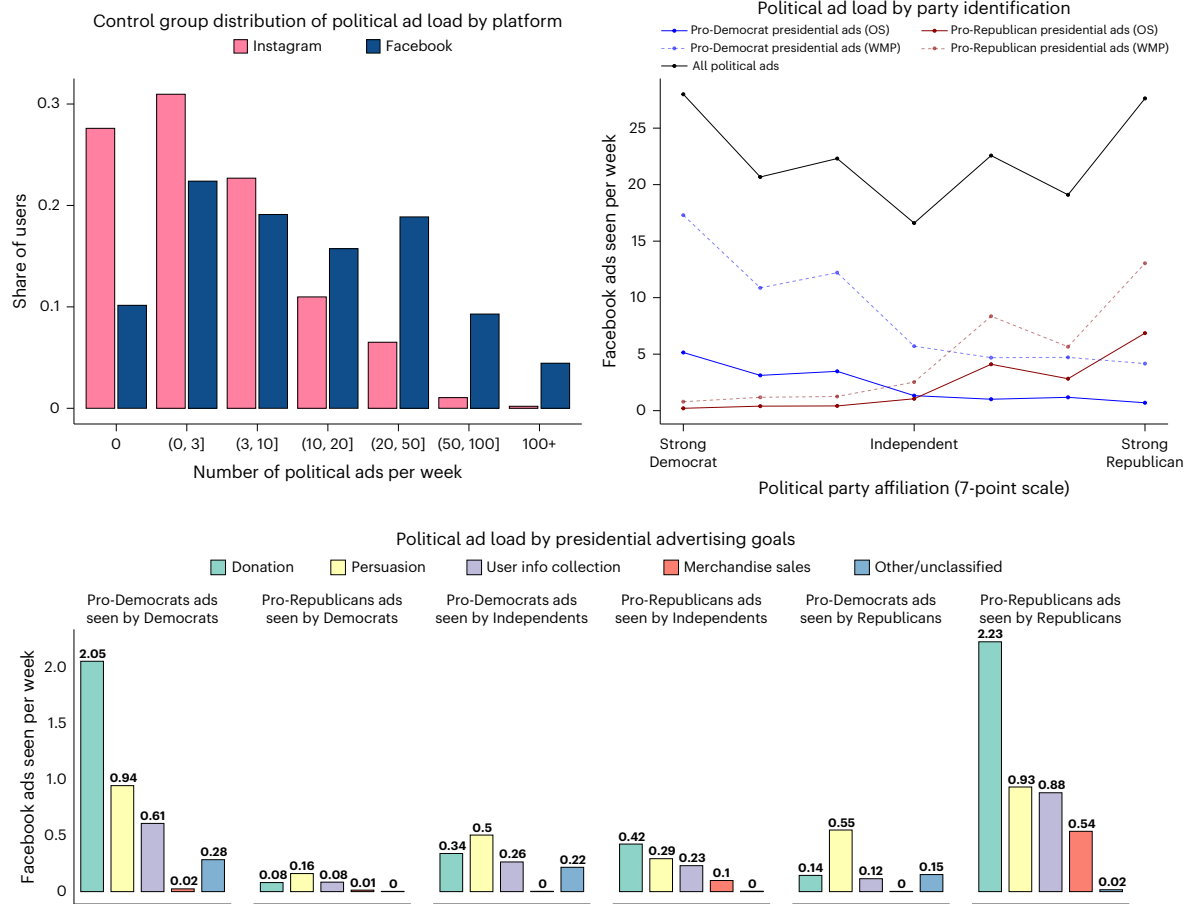 Control group distribution of political ad load by platform
Instagram
Facebook
Share of users
0.3
0.2
0.1
0
0
(0, 3]
(3, 10]
(10, 20]
(20, 50]
(50, 100]
100+
Number of political ads per week
Political ad load by party identification
Pro-Democrat presidential ads (OS)
Pro-Republican presidential ads (OS)
Pro-Democrat presidential ads (WMP)
Pro-Republican presidential ads (WMP)
All political ads
Facebook ads seen per week
25
20
15
10
5
0
Strong
Democrat
Independent
Strong
Republican
Political party affiliation (7-point scale)
Political ad load by presidential advertising goals
Donation
Persuasion
User info collection
Merchandise sales
Other/unclassified
Facebook ads seen per week
2.0
1.5
1.0
0.5
0
Pro-Democrats ads
seen by Democrats
2.05
0.94
0.61
0.02
0.28
Pro-Republicans ads
seen by Democrats
0.08
0.16
0.08
0.01
0
Pro-Democrats ads
seen by Independents
0.34
0.5
0.26
0
0.22
Pro-Republicans ads
seen by Independents
0.42
0.29
0.23
0.1
0
Pro-Democrats ads
seen by Republicans
0.14
0.55
0.12
0
0.15
Pro-Republicans ads
seen by Republicans
2.23
0.93
0.88
0.54
0.02